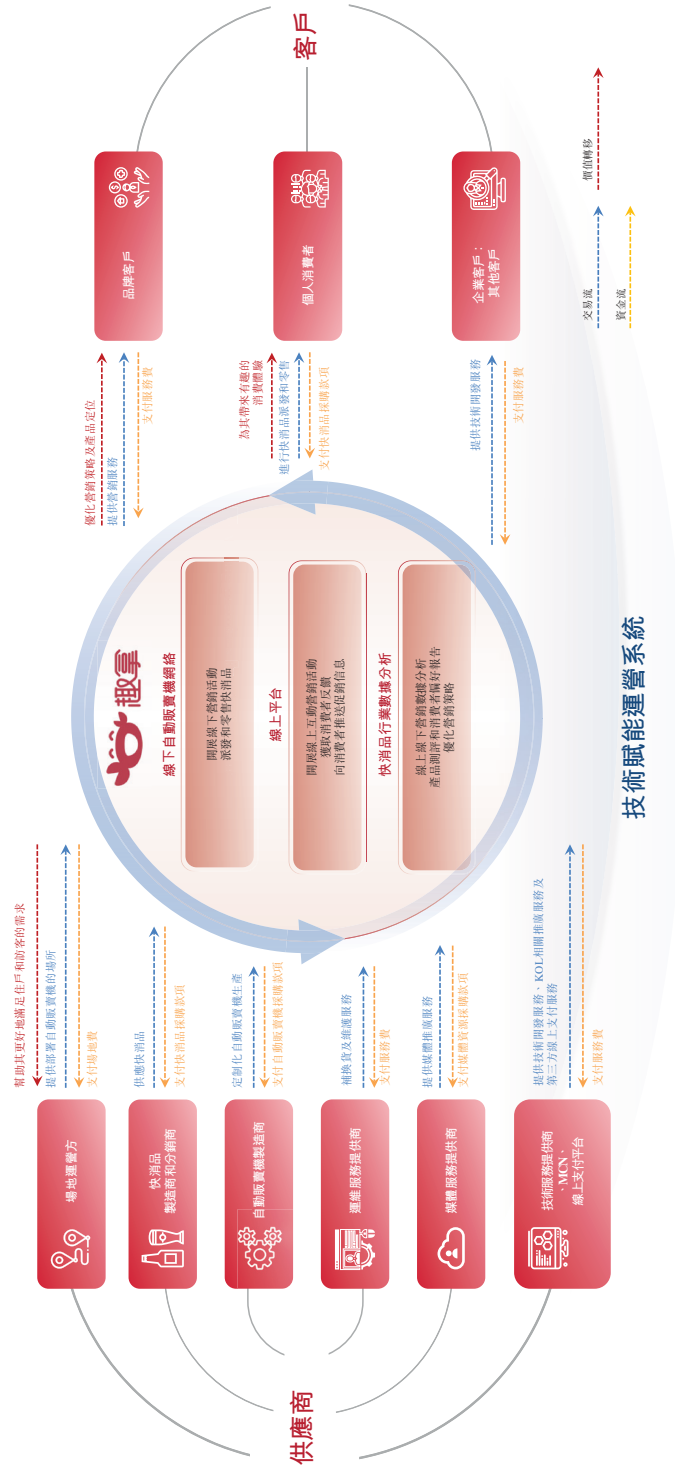 供應商
場地運營方
快消品
製造商和分銷商
自動販賣機製造商
運維服務提供商
媒體服務提供商
技術服務提供商
、MCN、
線上支付平台
幫助其更好地滿足住戶和訪客的需求
提供部署自動販賣機的場所
支付場地費
供應快消品
支付快消品採購款項
定制化自動販賣機生產
支付自動販賣機採購款項
補換貨及維護服務
支付服務費
提供媒體推廣服務
支付媒體資源採購款項
提供技術開發服務、KOL相關推廣服務及
第三方線上支付服務
支付服務費
趣拿
線下自動販賣機網絡
開展線下營銷活動
派發和零售快消品
線上平台
開展線上互動營銷活動
獲取消費者反饋
向消費者推送促銷信息
快消品行業數據分析
線上線下營銷數據分析
產品測評和消費者偏好報告
優化營銷策略
技術賦能運營系統
優化營銷策略及產品定位
提供營銷服務
支付服務費
為其帶來有趣的
消費體驗
進行快消品派發和零售
支付快消品採購款項
提供技術開發服務
支付服務費
品牌客戶
個人消費者
企業客戶：
其他客戶
客戶
交易流
價值轉移
資金流